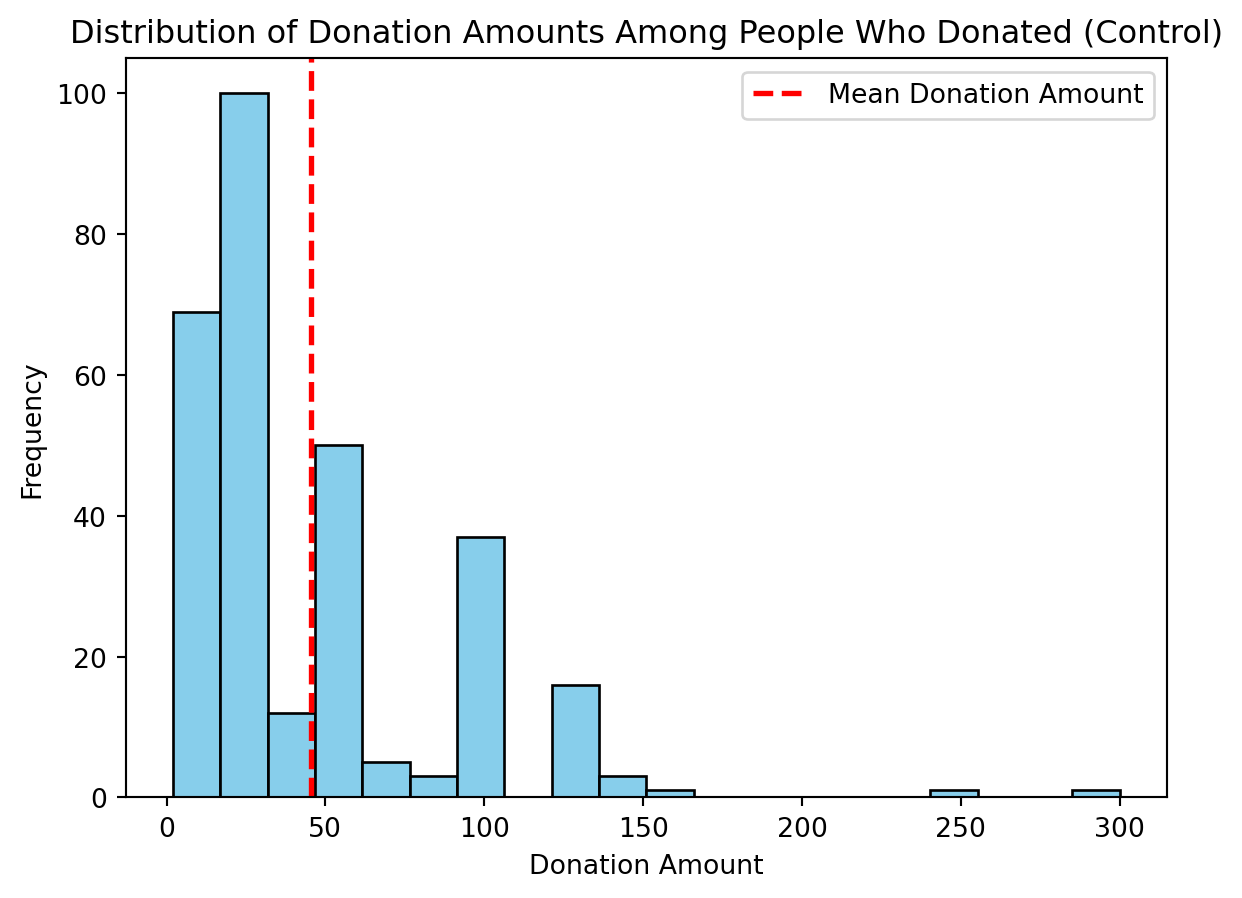 Distribution of Donation Amounts Among People Who Donated (Control)
Mean Donation Amount
100
80
60
40
20
0
Frequency
0 50 100 150 200 250 300
Donation Amount